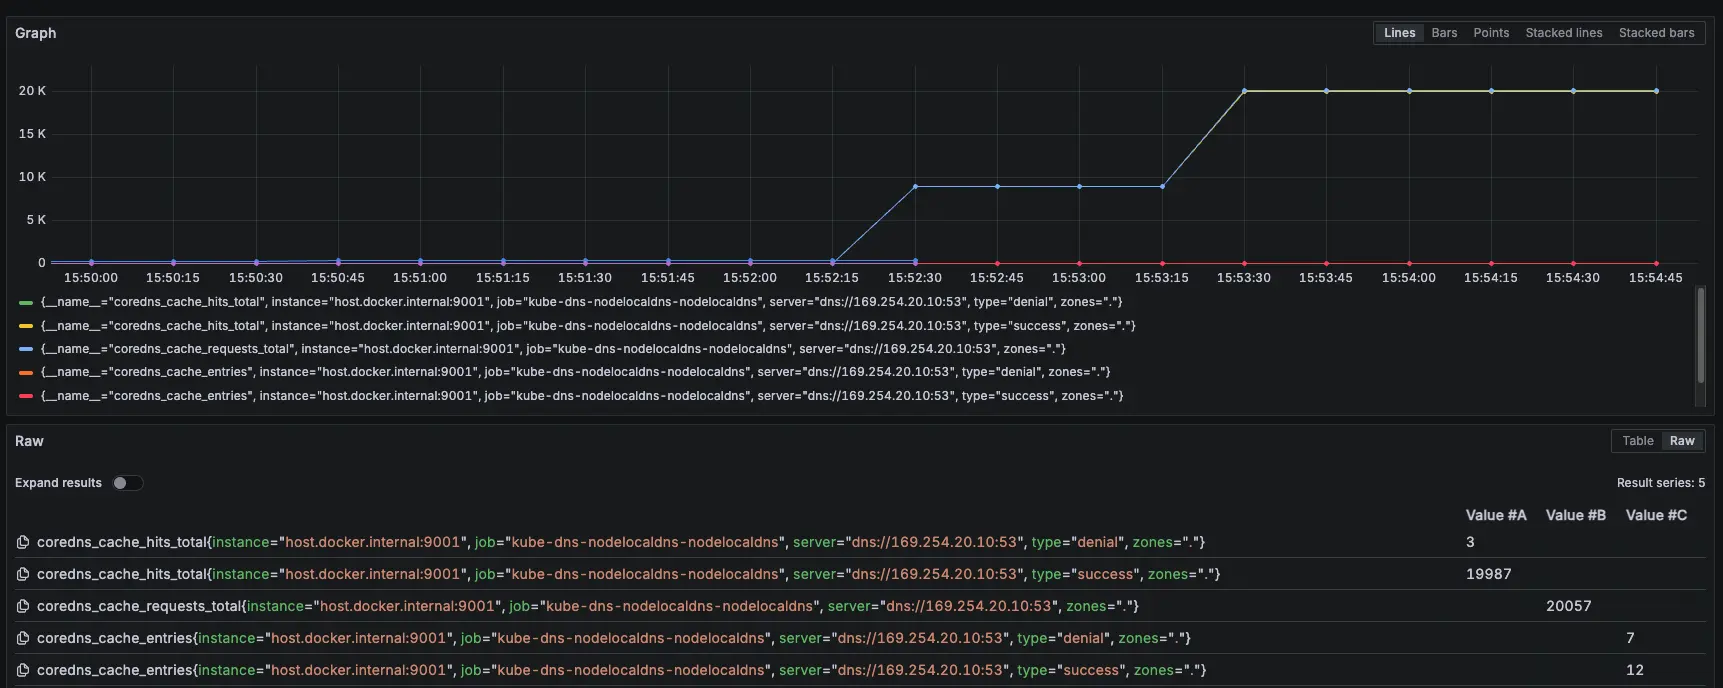 Graph
Lines Bars Points Stacked lines Stacked bars
20 K
15 K
10 K
5 K
0
15:50:00 15:50:15 15:50:30 15:50:45 15:51:00 15:51:15 15:51:30 15:51:45 15:52:00 15:52:15 15:52:30 15:52:45 15:53:00 15:53:15 15:53:30 15:53:45 15:54:00 15:54:15 15:54:30 15:54:45
{__name__="coredns_cache_hits_total", instance="host.docker.internal:9001", job="kube-dns-nodelocaldns-nodelocaldns", server="dns://169.254.20.10:53", type="denial", zones="."}
{__name__="coredns_cache_hits_total", instance="host.docker.internal:9001", job="kube-dns-nodelocaldns-nodelocaldns", server="dns://169.254.20.10:53", type="success", zones="."}
{__name__="coredns_cache_requests_total", instance="host.docker.internal:9001", job="kube-dns-nodelocaldns-nodelocaldns", server="dns://169.254.20.10:53", zones="."}
{__name__="coredns_cache_entries", instance="host.docker.internal:9001", job="kube-dns-nodelocaldns-nodelocaldns", server="dns://169.254.20.10:53", type="denial", zones="."}
{__name__="coredns_cache_entries", instance="host.docker.internal:9001", job="kube-dns-nodelocaldns-nodelocaldns", server="dns://169.254.20.10:53", type="success", zones="."}
Raw
Table Raw
Expand results
Result series: 5
Value #A Value #B Value #C
coredns_cache_hits_total{instance="host.docker.internal:9001", job="kube-dns-nodelocaldns-nodelocaldns", server="dns://169.254.20.10:53", type="denial", zones="."} 3
coredns_cache_hits_total{instance="host.docker.internal:9001", job="kube-dns-nodelocaldns-nodelocaldns", server="dns://169.254.20.10:53", type="success", zones="."} 19987
coredns_cache_requests_total{instance="host.docker.internal:9001", job="kube-dns-nodelocaldns-nodelocaldns", server="dns://169.254.20.10:53", zones="."} 20057
coredns_cache_entries{instance="host.docker.internal:9001", job="kube-dns-nodelocaldns-nodelocaldns", server="dns://169.254.20.10:53", type="denial", zones="."} 7
coredns_cache_entries{instance="host.docker.internal:9001", job="kube-dns-nodelocaldns-nodelocaldns", server="dns://169.254.20.10:53", type="success", zones="."} 12